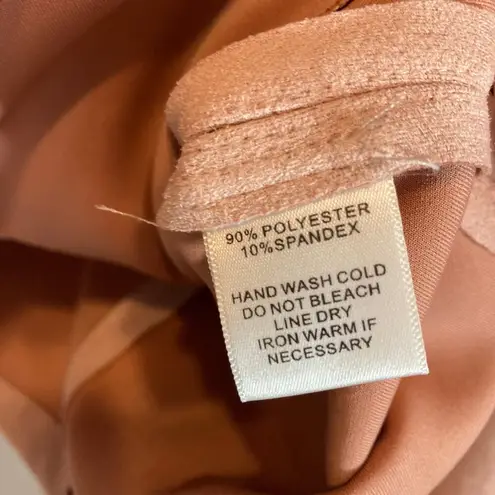 90% POLYESTER
10%SPANDEX
HAND WASH COLD
DO NOT BLEACH
LINE DRY
IRON WARM IF
NECESSARY